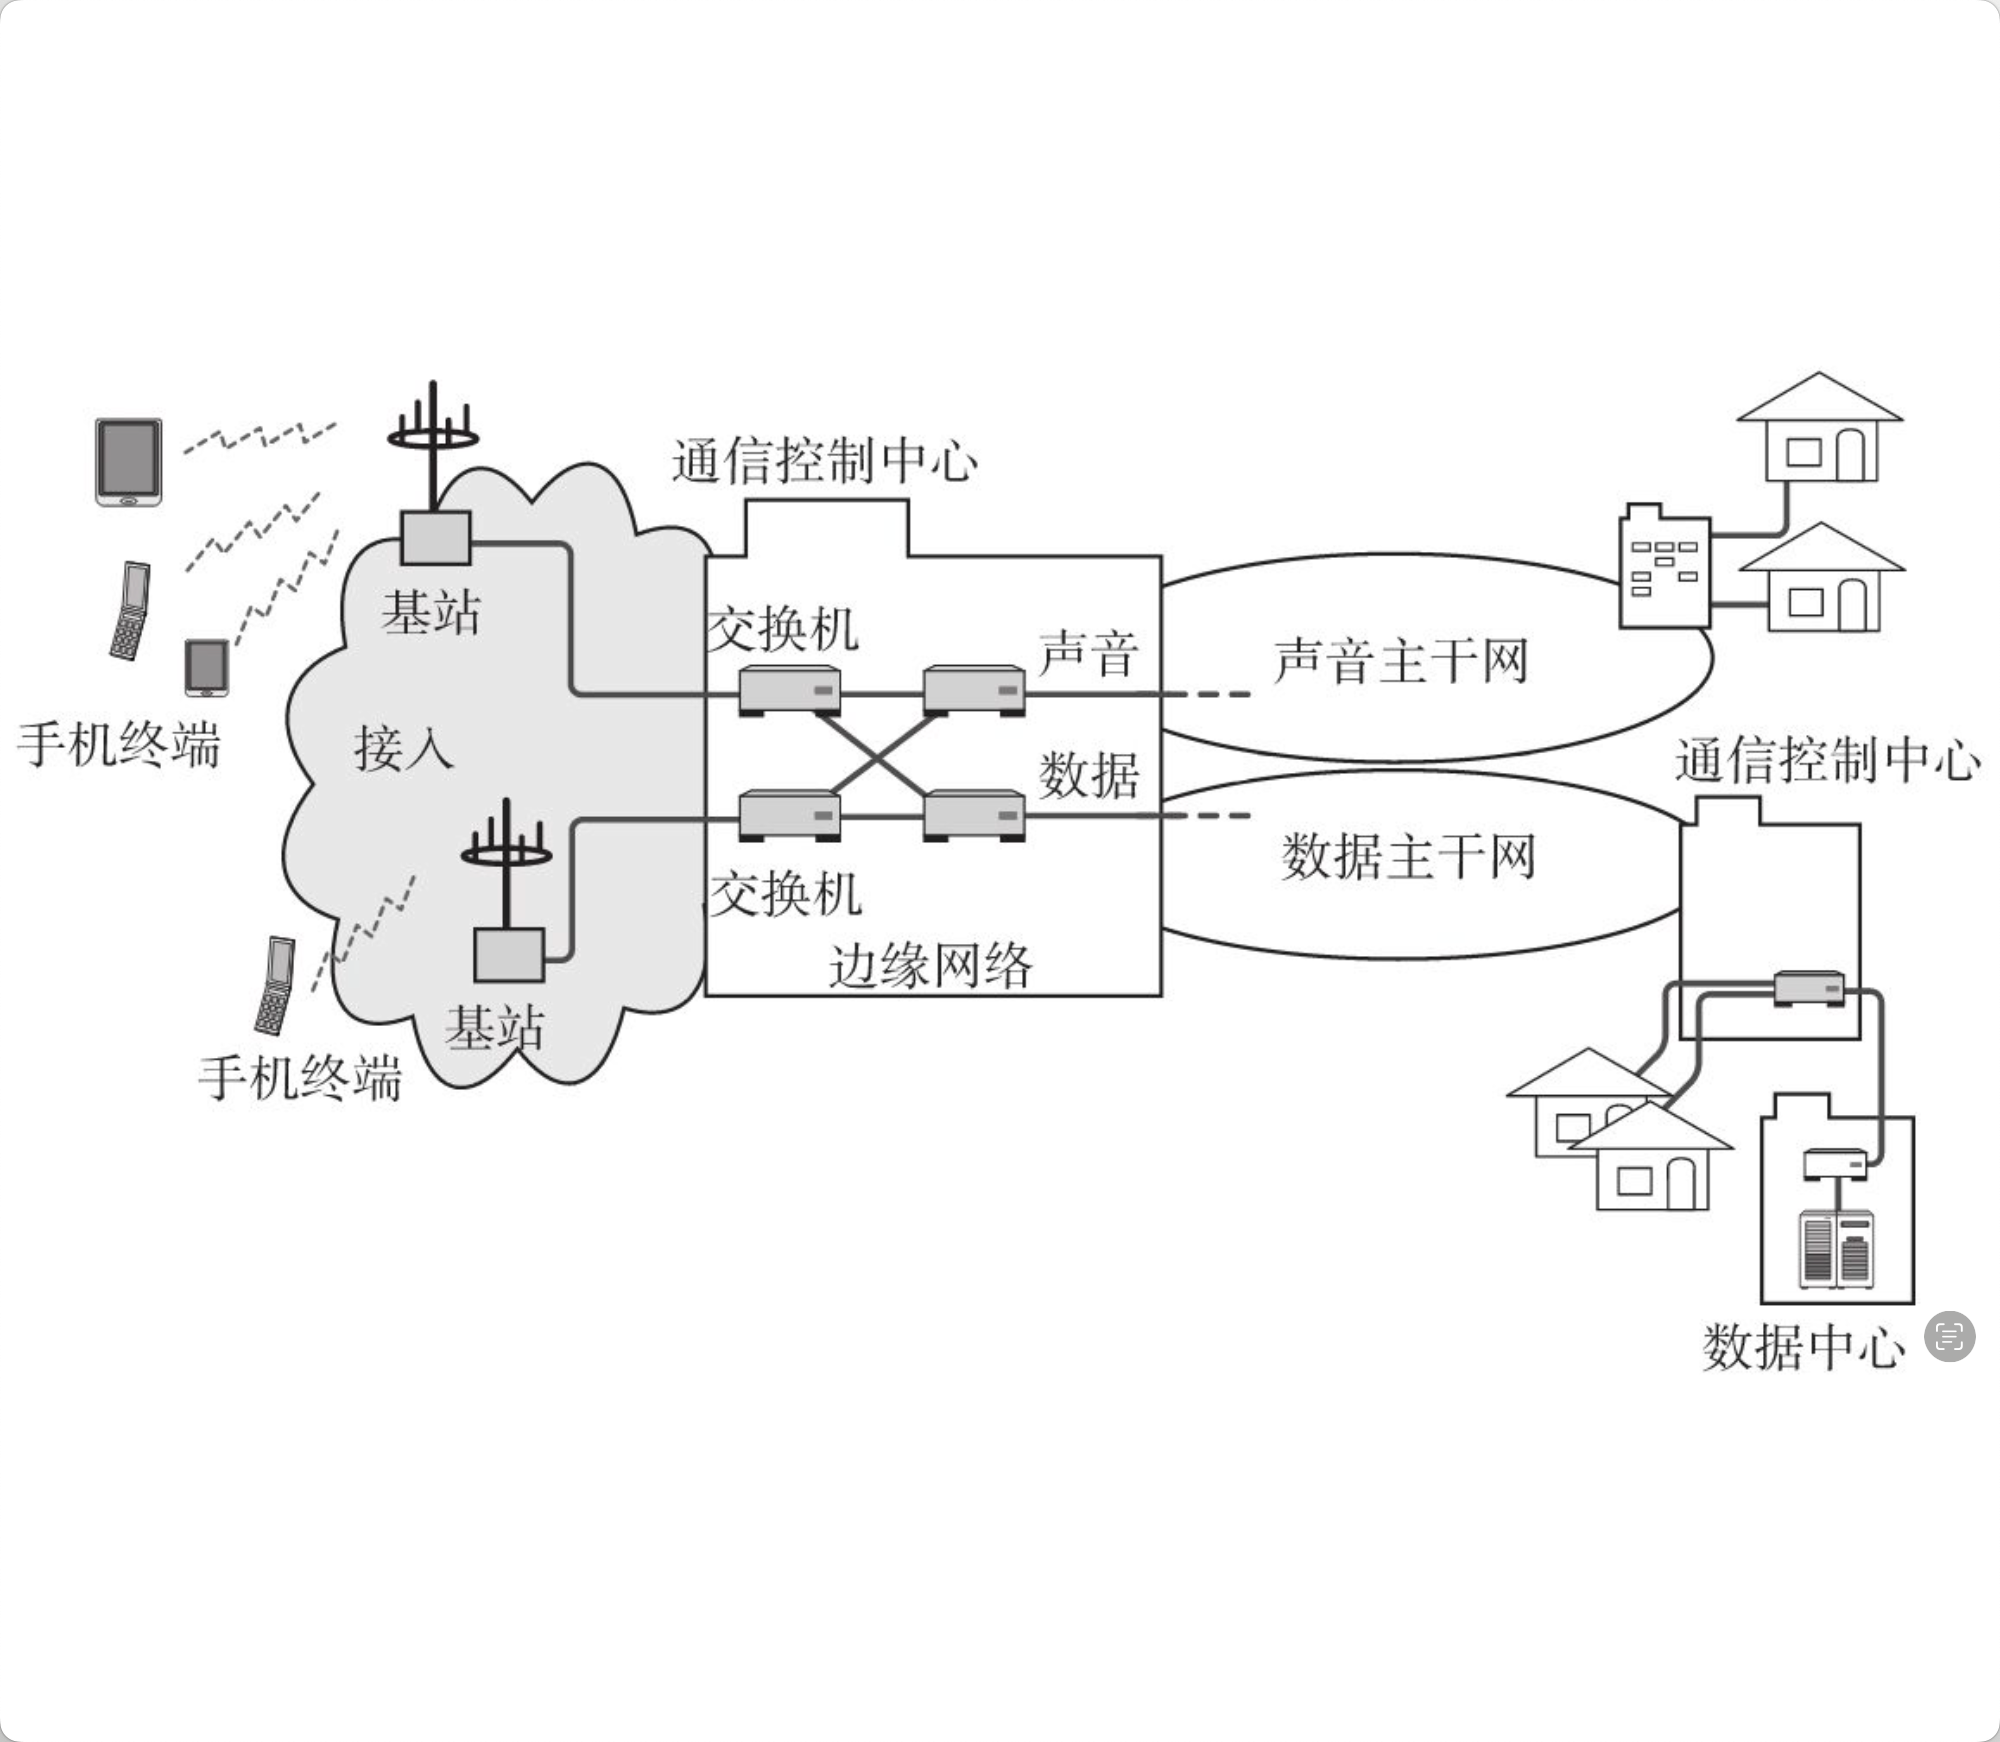 通信控制中心
基站
交换机
声音
声音主干网
手机终端
接入
数据
通信控制中心
数据主干网
交换机
边缘网络
基站
手机终端
数据中心